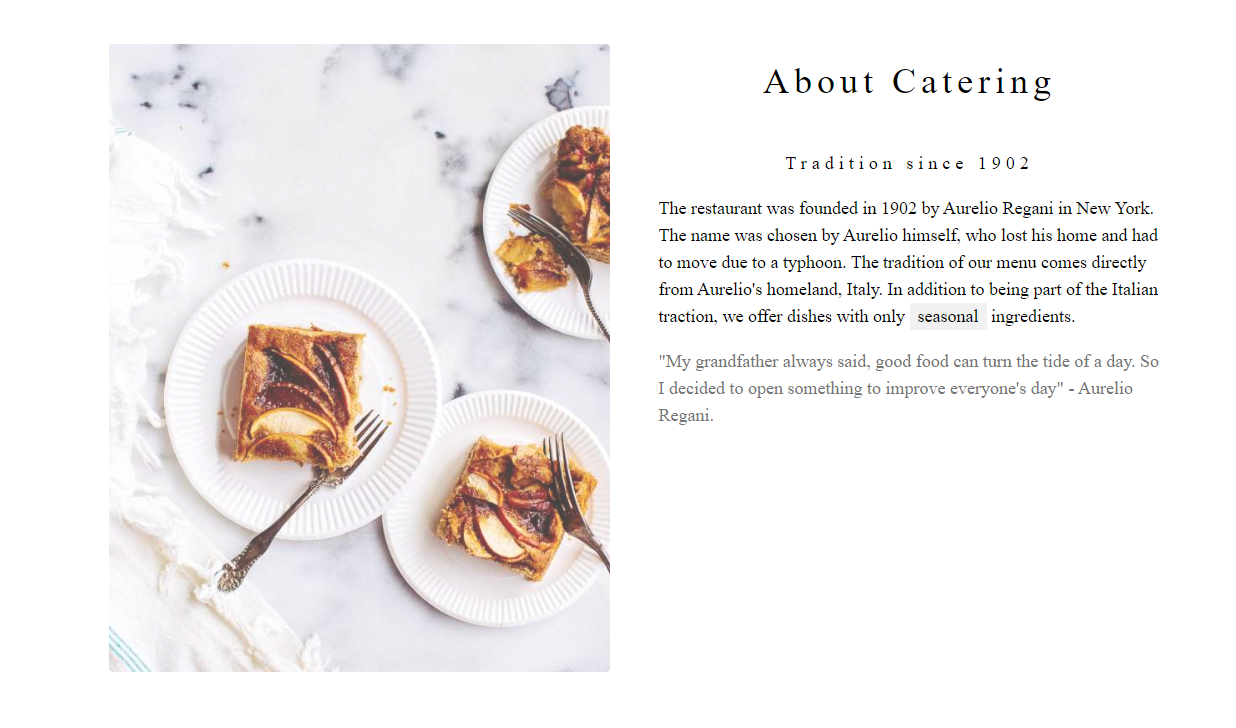 About Catering
Tradition since 1902
The restaurant was founded in 1902 by Aurelio Regani in New York.
The name was chosen by Aurelio himself, who lost his home and had
to move due to a typhoon. The tradition of our menu comes directly
from Aurelio's homeland, Italy. In addition to being part of the Italian
traction, we offer dishes with only seasonal ingredients.
"My grandfather always said, good food can turn the tide of a day. So
I decided to open something to improve everyone's day" - Aurelio
Regani.